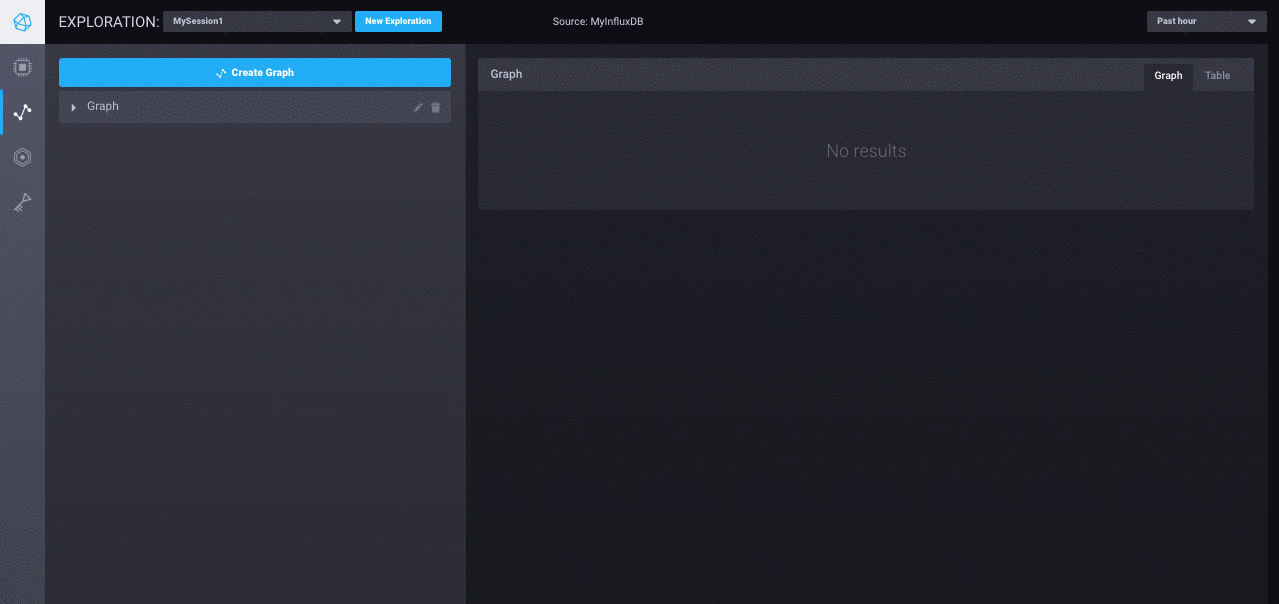 EXPLORATION: MySession1 New Exploration Source: MyInfluxDB Past hour
Create Graph
Graph
Graph Graph Table
No results